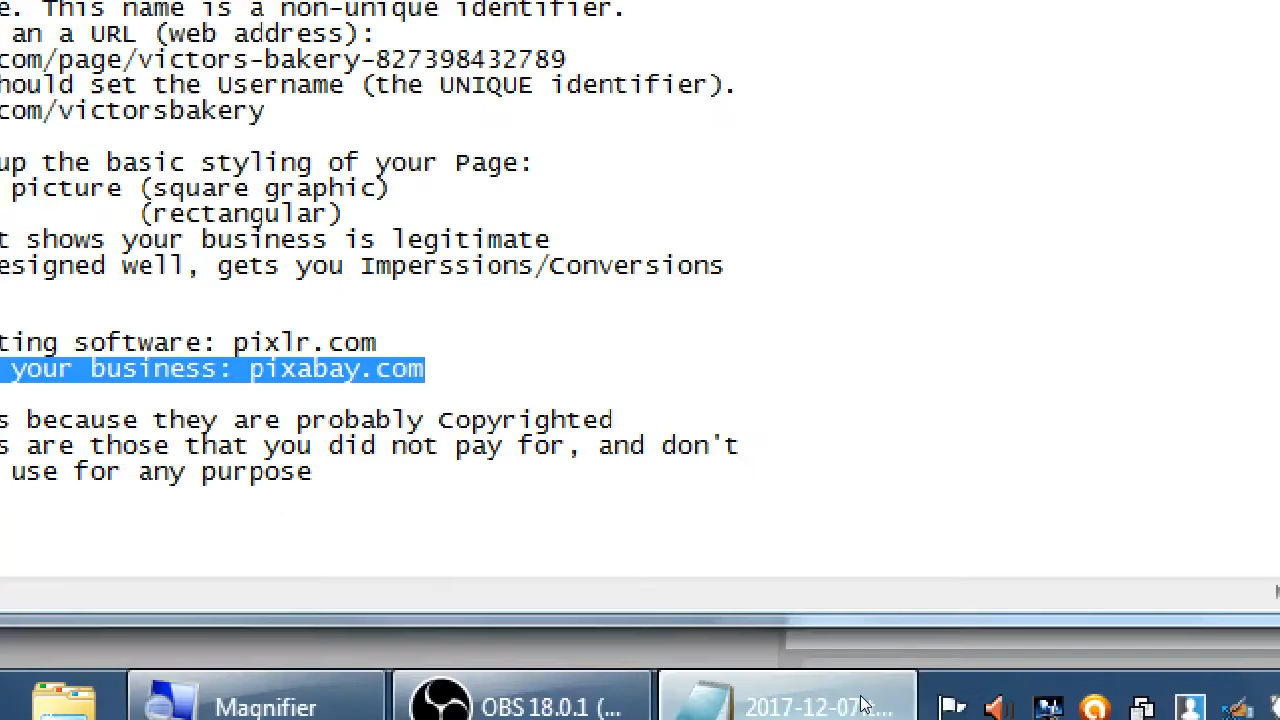 e. This name is a non-unique identifier.
an a URL (web address):
com/page/victors-bakery-827398432789
hould set the Username (the UNIQUE identifier).
com/victorsbakery
up the basic styling of your Page:
picture (square graphic)
(rectangular)
t shows your business is legitimate
esigned well, gets you Imperssions/Conversions
ting software: pixlr.com
your business: pixabay.com
s because they are probably Copyrighted
s are those that you did not pay for, and don't
use for any purpose
Magnifier
OBS 18.0.1 (...
2017-12-07...